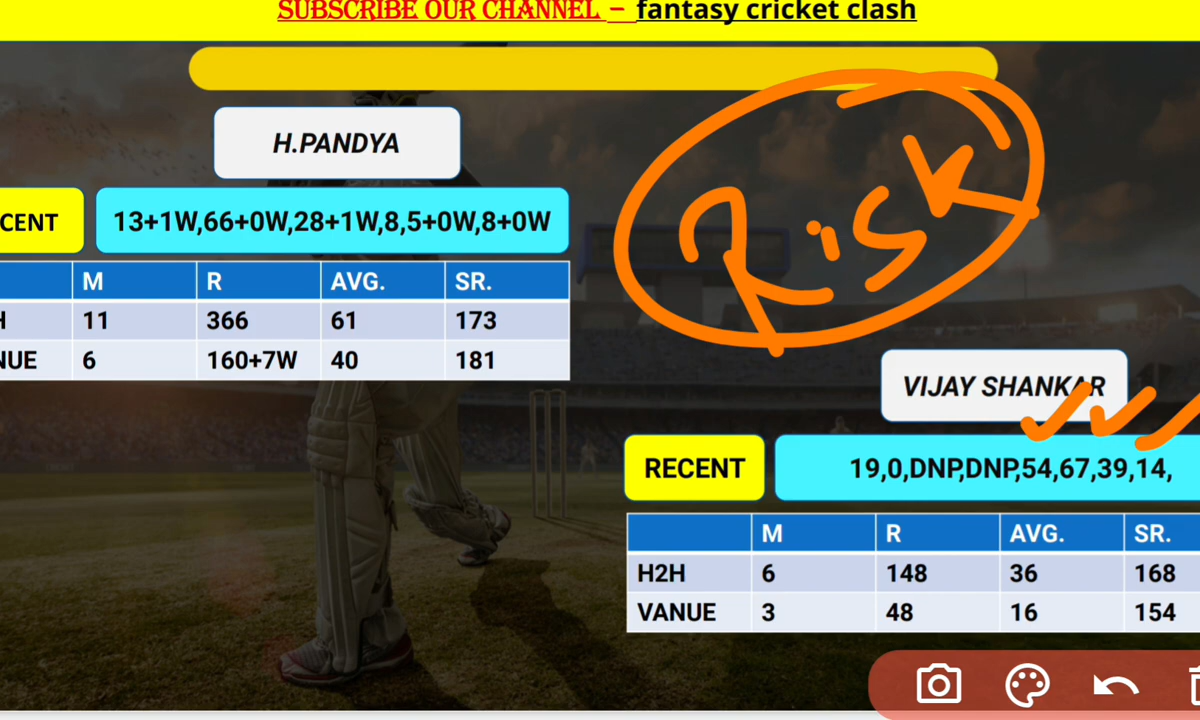 SUBSCRIBE OUR CHANNEL – fantasy cricket clash
H.PANDYA
Risk
CENT 13+1W,66+0W,28+1W,8,5+0W,8+0W
M R AVG. SR.
H 11 366 61 173
NUE 6 160+7W 40 181
VIJAY SHANKAR
RECENT 19,0,DNP,DNP,54,67,39,14,
M R AVG. SR.
H2H 6 148 36 168
VANUE 3 48 16 154